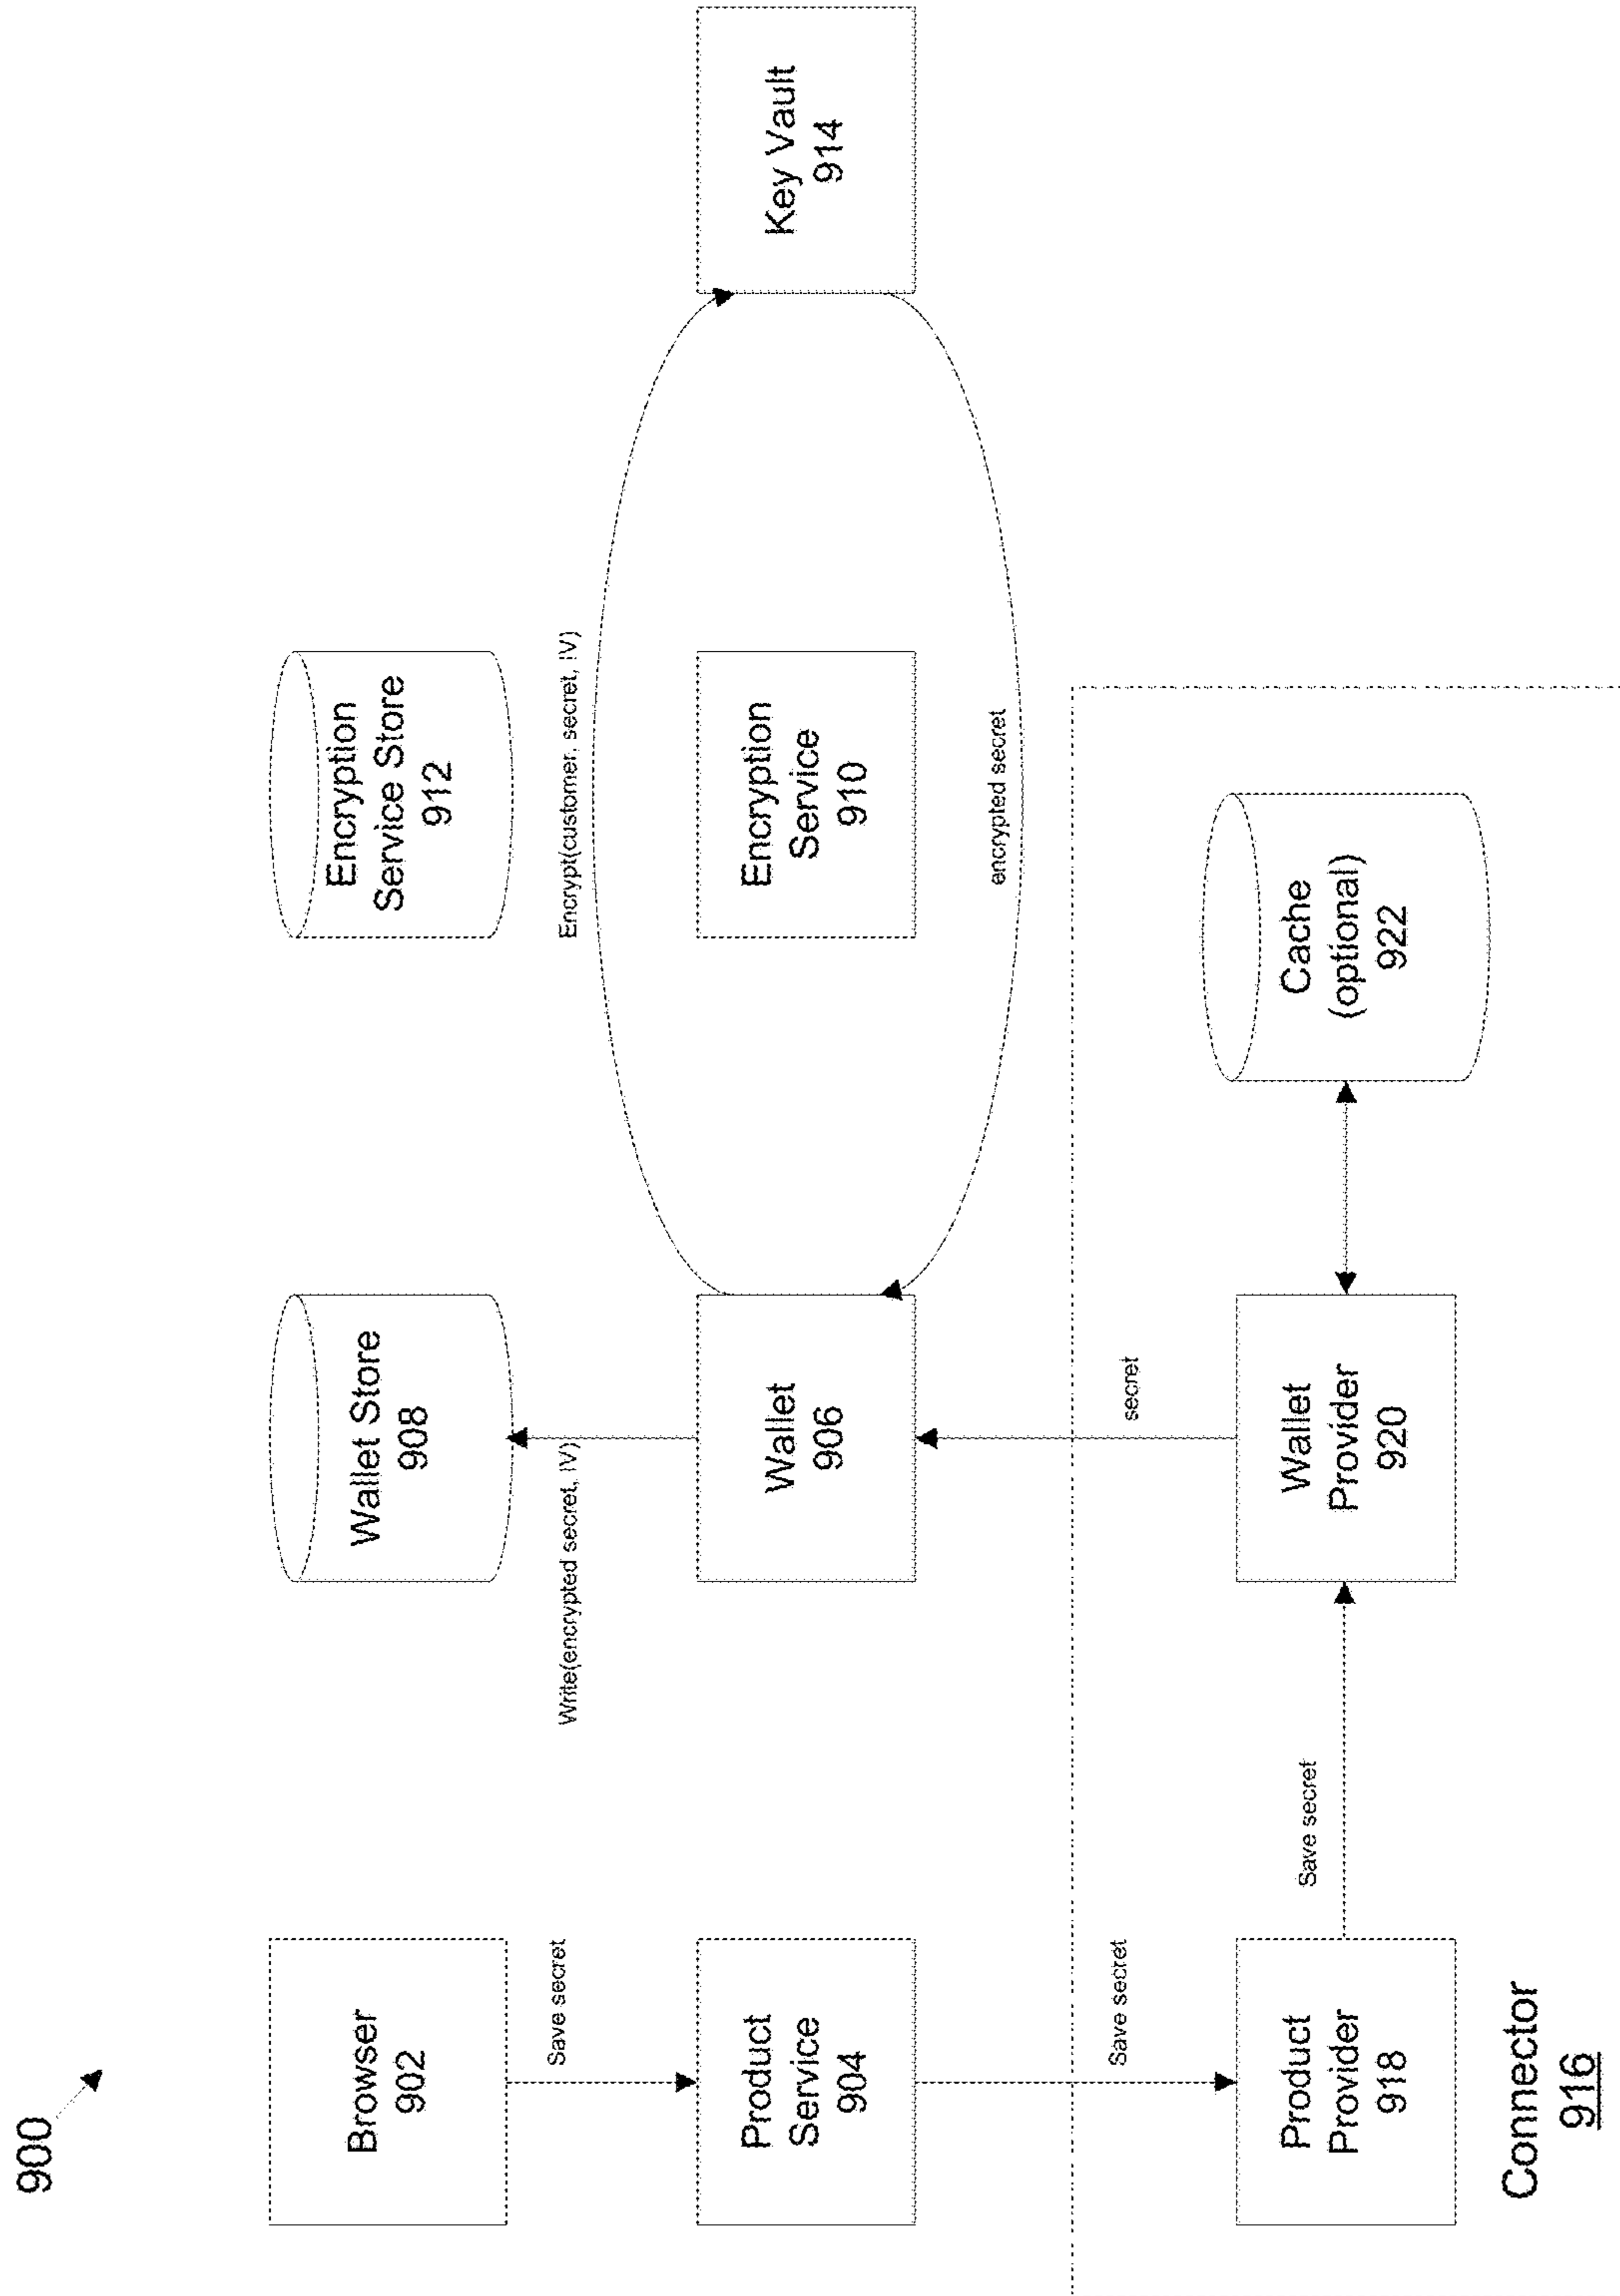 900
Browser
902
Save secret
Product
Service
904
Save secret
Product
Provider
918
Connector
916
Save secret
Wallet Store
908
Write(encrypted secret, IV)
Wallet
906
secret
Wallet
Provider
920
Encryption
Service Store
912
Encrypt(customer, secret, IV)
Encryption
Service
910
encrypted secret
Cache
(optional)
922
Key Vault
914